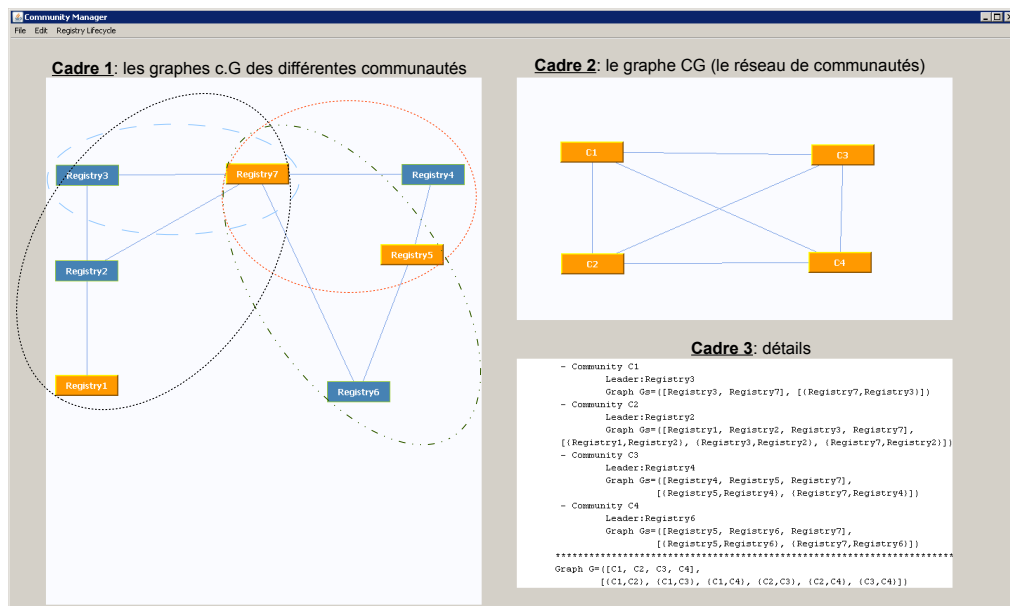 Community Manager
File Edit Registry Lifecycle
Cadre 1: les graphes c.G des différentes communautés
Registry3
Registry7
Registry4
Registry5
Registry2
Registry1
Registry6
Cadre 2: le graphe CG (le réseau de communautés)
C1
C3
C2
C4
Cadre 3: détails
- Community C1
Leader:Registry3
Graph Gs=([Registry3, Registry7], [(Registry7,Registry3)])
- Community C2
Leader:Registry2
Graph Gs=([Registry1, Registry2, Registry3, Registry7],
[(Registry1,Registry2), (Registry3,Registry2), (Registry7,Registry2)])
- Community C3
Leader:Registry4
Graph Gs=([Registry4, Registry5, Registry7],
[(Registry5,Registry4), (Registry7,Registry4)])
- Community C4
Leader:Registry6
Graph Gs=([Registry5, Registry6, Registry7],
[(Registry5,Registry6), (Registry7,Registry6)])
************************************************************************
Graph G=([C1, C2, C3, C4],
[(C1,C2), (C1,C3), (C1,C4), (C2,C3), (C2,C4), (C3,C4)])